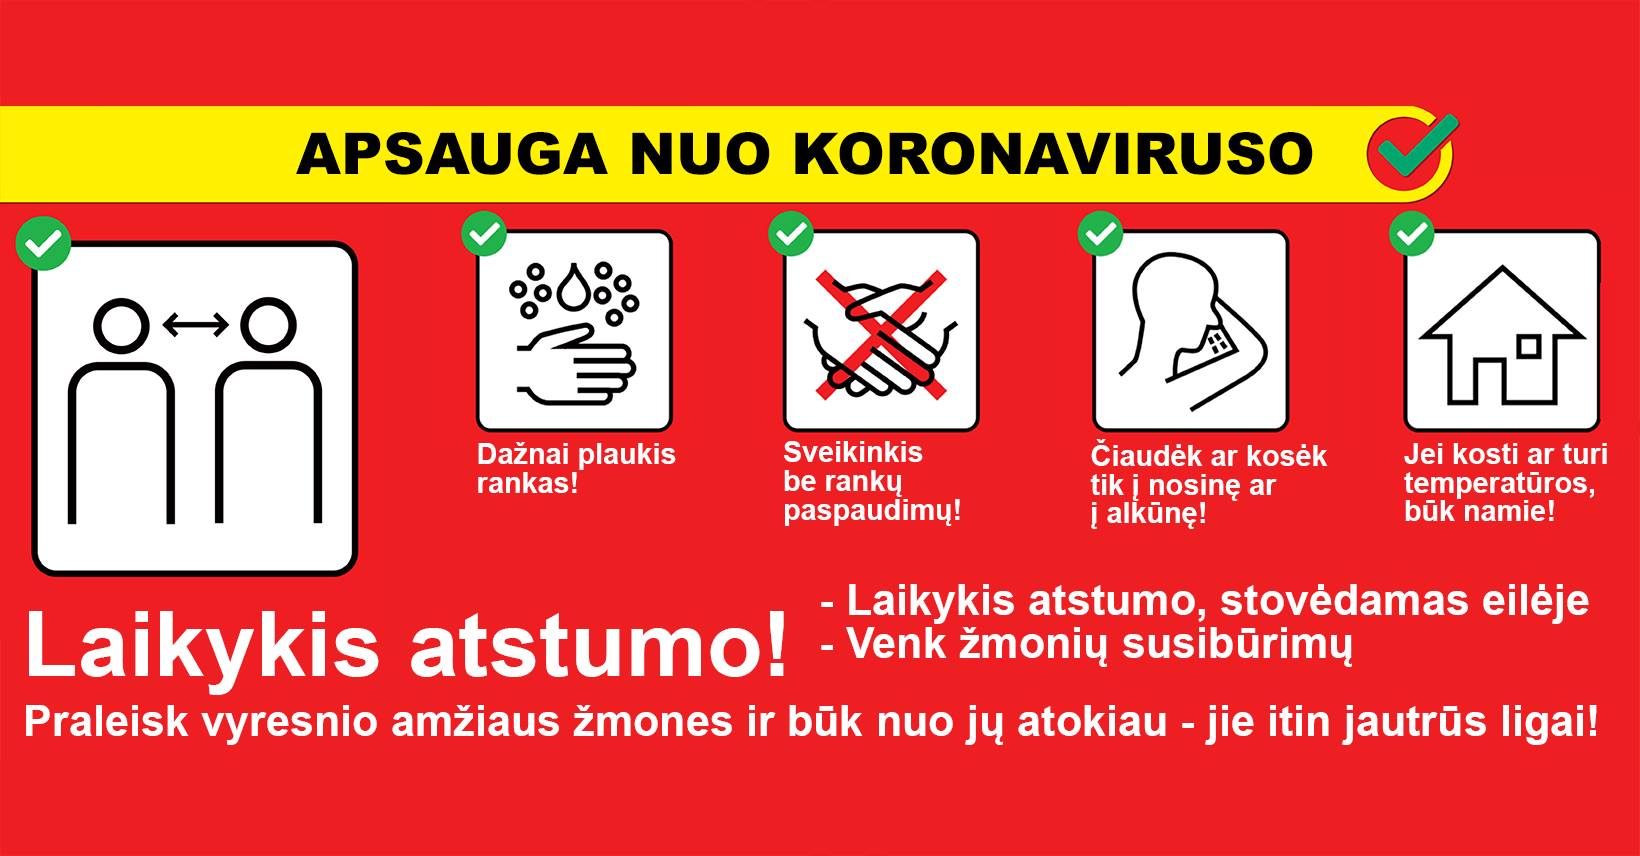 APSAUGA NUO KORONAVIRUSO
Dažnai plaukis
rankas!
Sveikinkis
be rankų
paspaudimų!
Čiaudėk ar kosėk
tik į nosinę ar
į alkūnę!
Jei kosti ar turi
temperatūros,
būk namie!
Laikykis atstumo!
- Laikykis atstumo, stovėdamas eilėje
- Venk žmonių susibūrimų
Praleisk vyresnio amžiaus žmones ir būk nuo jų atokiau - jie itin jautrūs ligai!